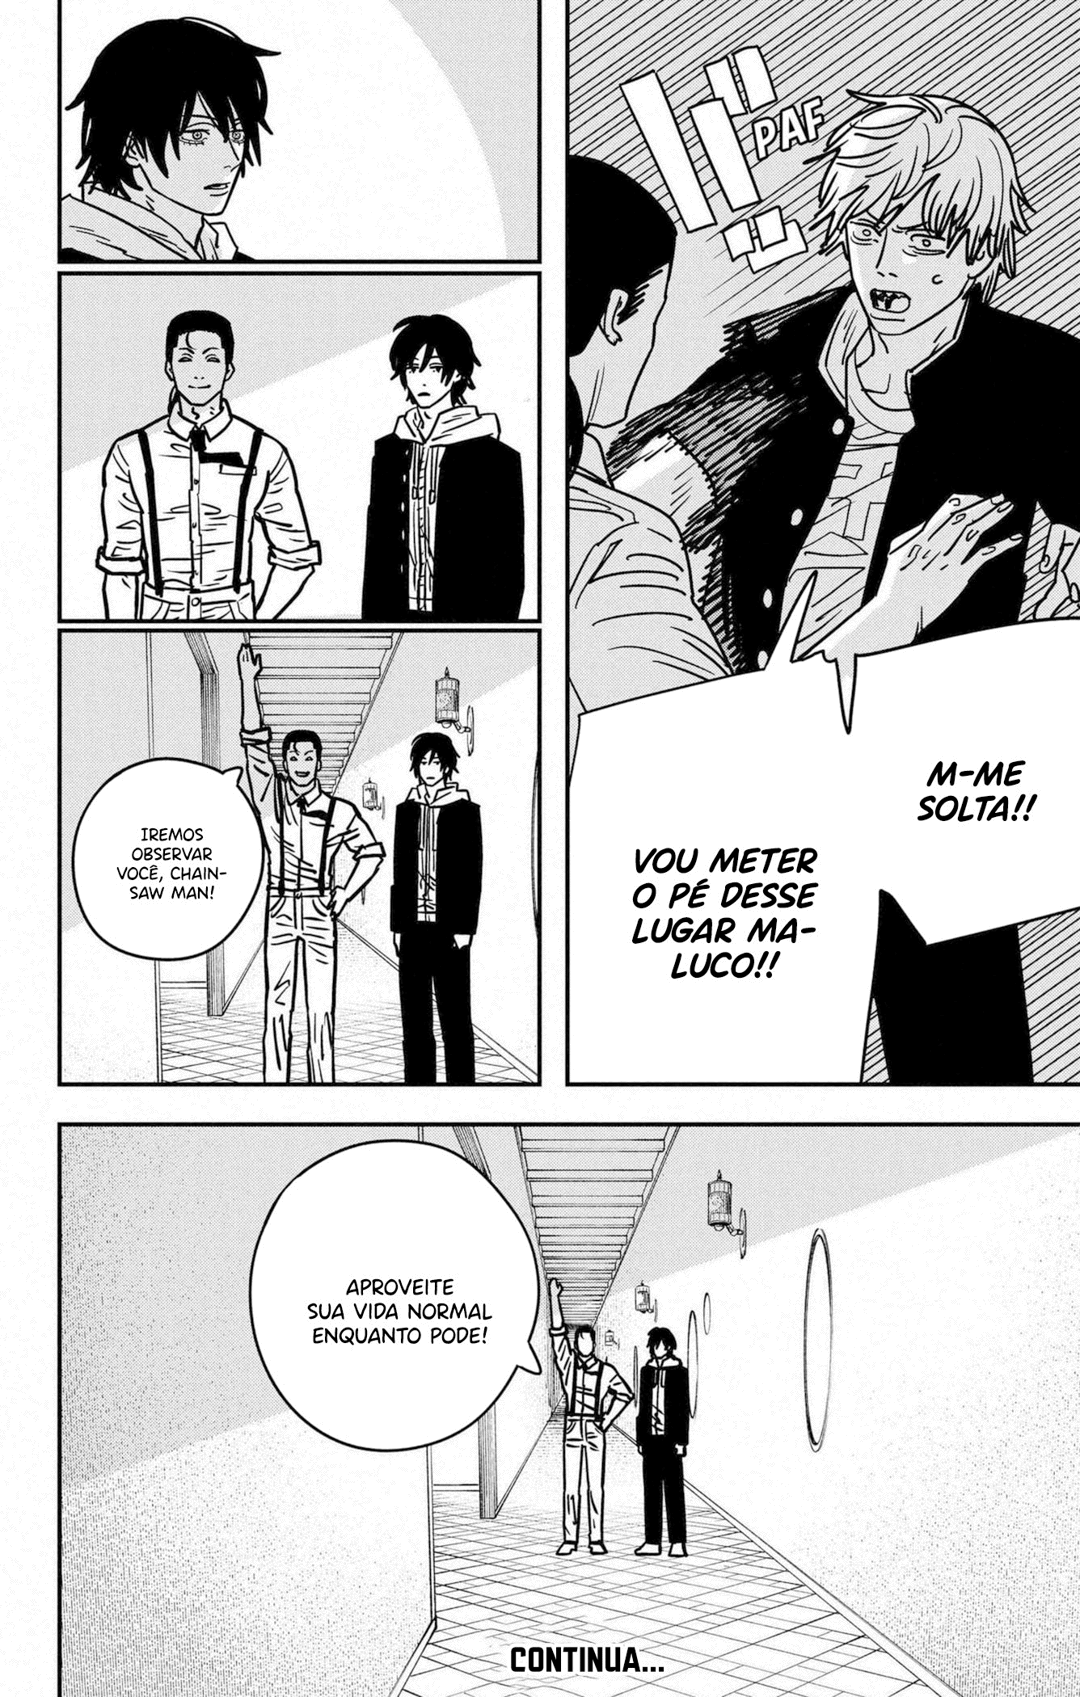 バ!!
PAF
M-ME
SOLTA!!
VOU METER
O PÉ DESSE
LUGAR MA-
LUCO!!
IREMOS
OBSERVAR
VOCÊ, CHAIN-
SAW MAN!
APROVEITE
SUA VIDA NORMAL
ENQUANTO PODE!
CONTINUA...